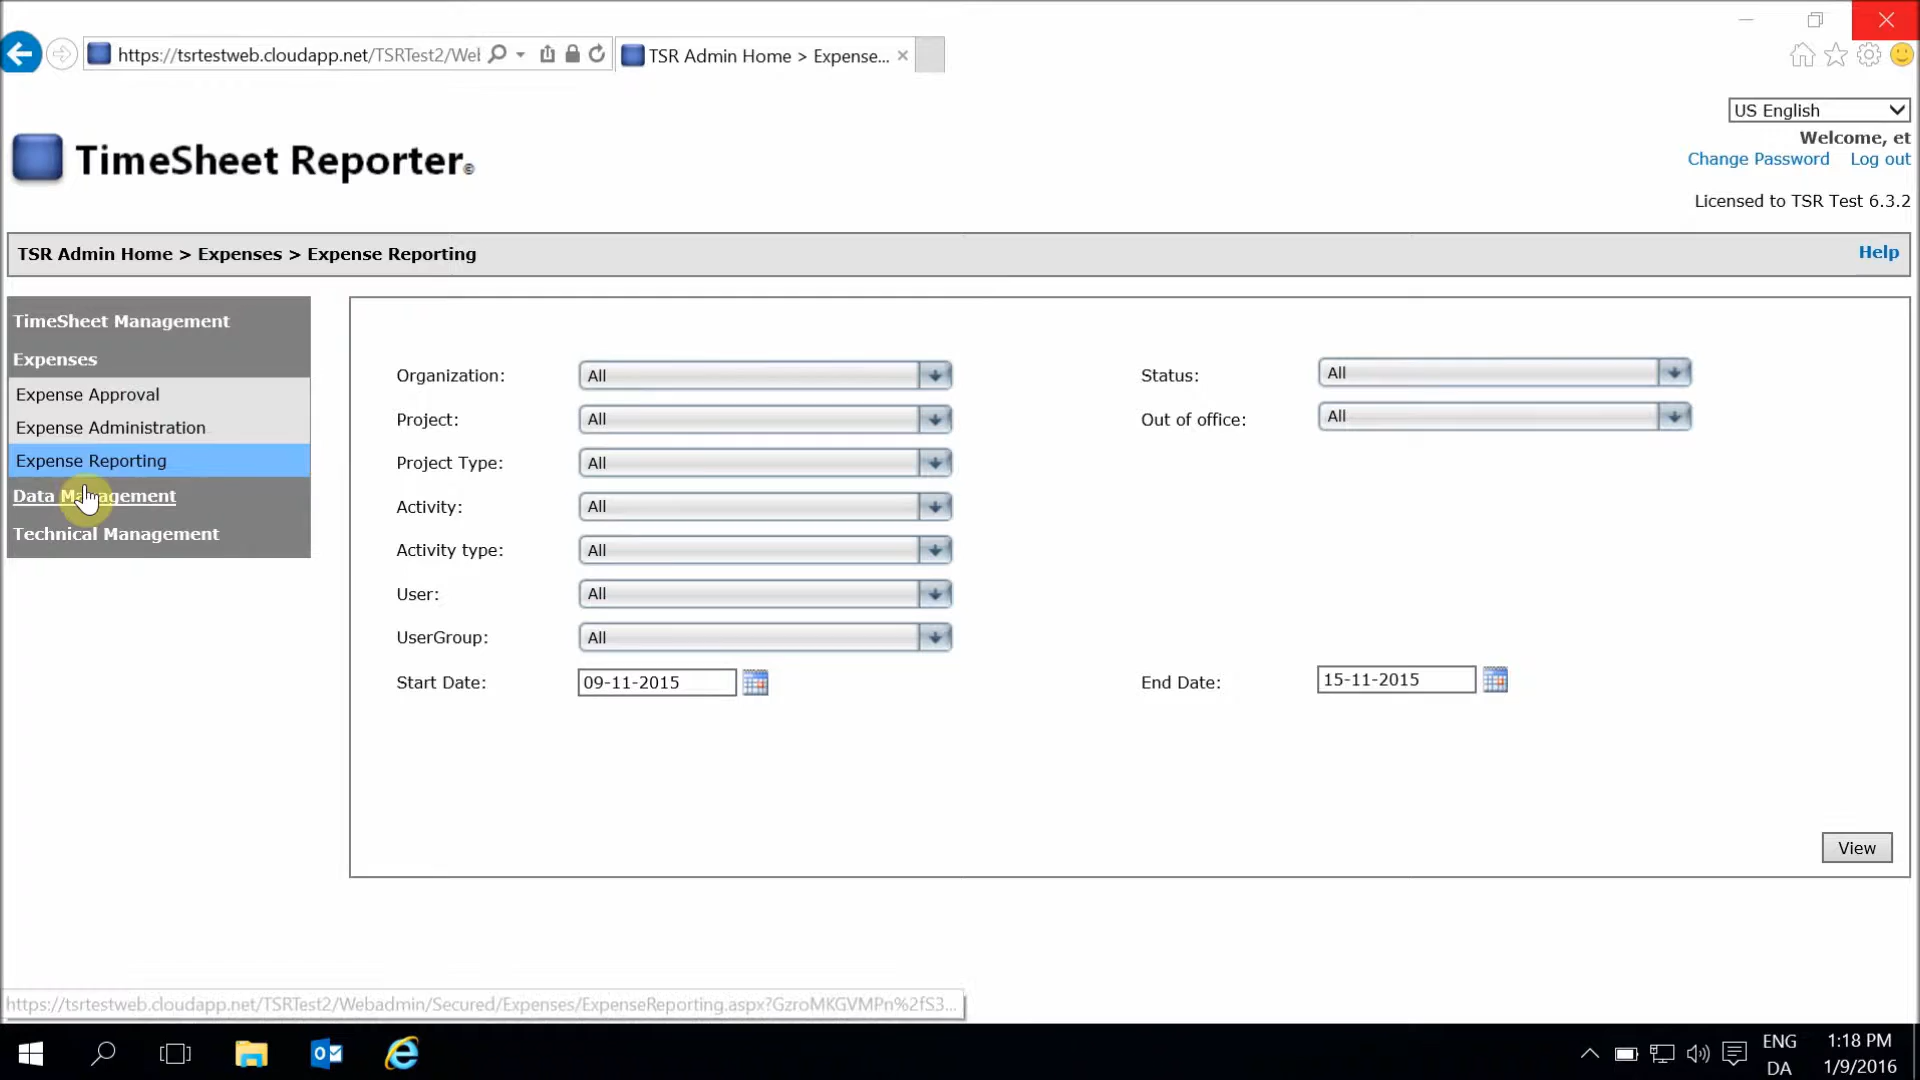 https://tsrtestweb.cloudapp.net/TSRTest2/Wel
TSR Admin Home > Expense...
US English
Welcome, et
Change Password Log out
TimeSheet Reporter©
Licensed to TSR Test 6.3.2
TSR Admin Home > Expenses > Expense Reporting
Help
TimeSheet Management
Expenses
Expense Approval
Expense Administration
Expense Reporting
Data Management
Technical Management
Organization: All
Status: All
Project: All
Out of office: All
Project Type: All
Activity: All
Activity type: All
User: All
UserGroup: All
Start Date: 09-11-2015
End Date: 15-11-2015
View
https://tsrtestweb.cloudapp.net/TSRTest2/Webadmin/Secured/Expenses/ExpenseReporting.aspx?GzroMKGVMPn%2fS3...
ENG
DA
1:18 PM
1/9/2016